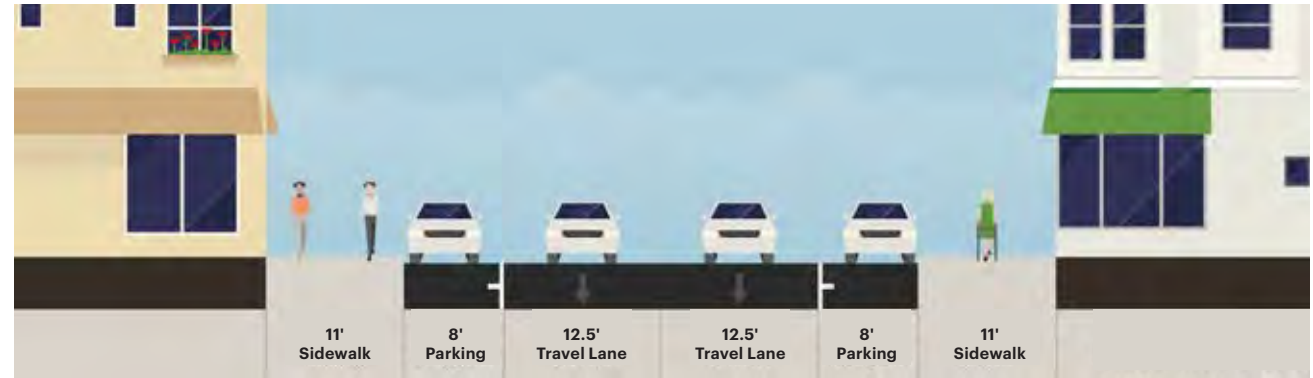 11'
Sidewalk
8'
Parking
12.5'
Travel Lane
12.5'
Travel Lane
8'
Parking
11'
Sidewalk